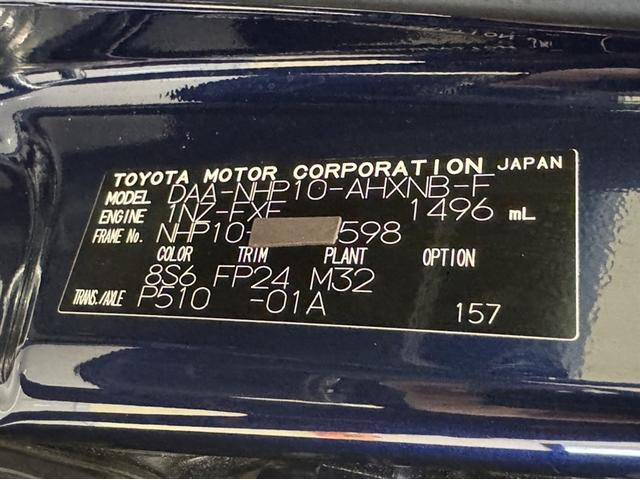 TOYOTA MOTOR CORPORATION JAPAN
MODEL DAA-NHP10-AHXNB-F
ENGINE 1NZ-FXE 1496 mL
FRAME No. NHP10- 598
COLOR TRIM PLANT OPTION
8S6 FP24 M32
TRANS./AXLE P510 -01A 157